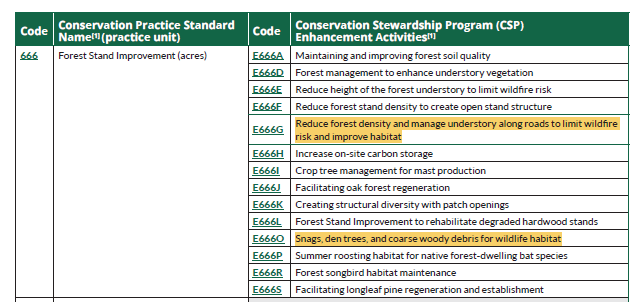 Code Conservation Practice Standard Name[1] (practice unit) Code Conservation Stewardship Program (CSP) Enhancement Activities[1]
666 Forest Stand Improvement (acres) E666A Maintaining and improving forest soil quality
E666D Forest management to enhance understory vegetation
E666E Reduce height of the forest understory to limit wildfire risk
E666F Reduce forest stand density to create open stand structure
E666G Reduce forest density and manage understory along roads to limit wildfire
risk and improve habitat
E666H Increase on-site carbon storage
E666I Crop tree management for mast production
E666J Facilitating oak forest regeneration
E666K Creating structural diversity with patch openings
E666L Forest Stand Improvement to rehabilitate degraded hardwood stands
E666O Snags, den trees, and coarse woody debris for wildlife habitat
E666P Summer roosting habitat for native forest-dwelling bat species
E666R Forest songbird habitat maintenance
E666S Facilitating longleaf pine regeneration and establishment